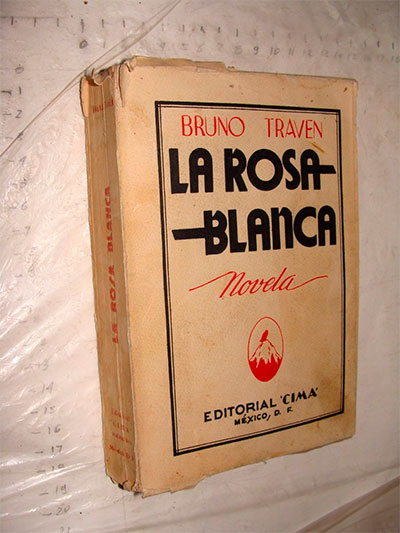 BRUNO TRAVEN
LA ROSA
BLANCA
Novela
EDITORIAL "CIMA"
MÉXICO, D. F.
LA ROSA BLANCA